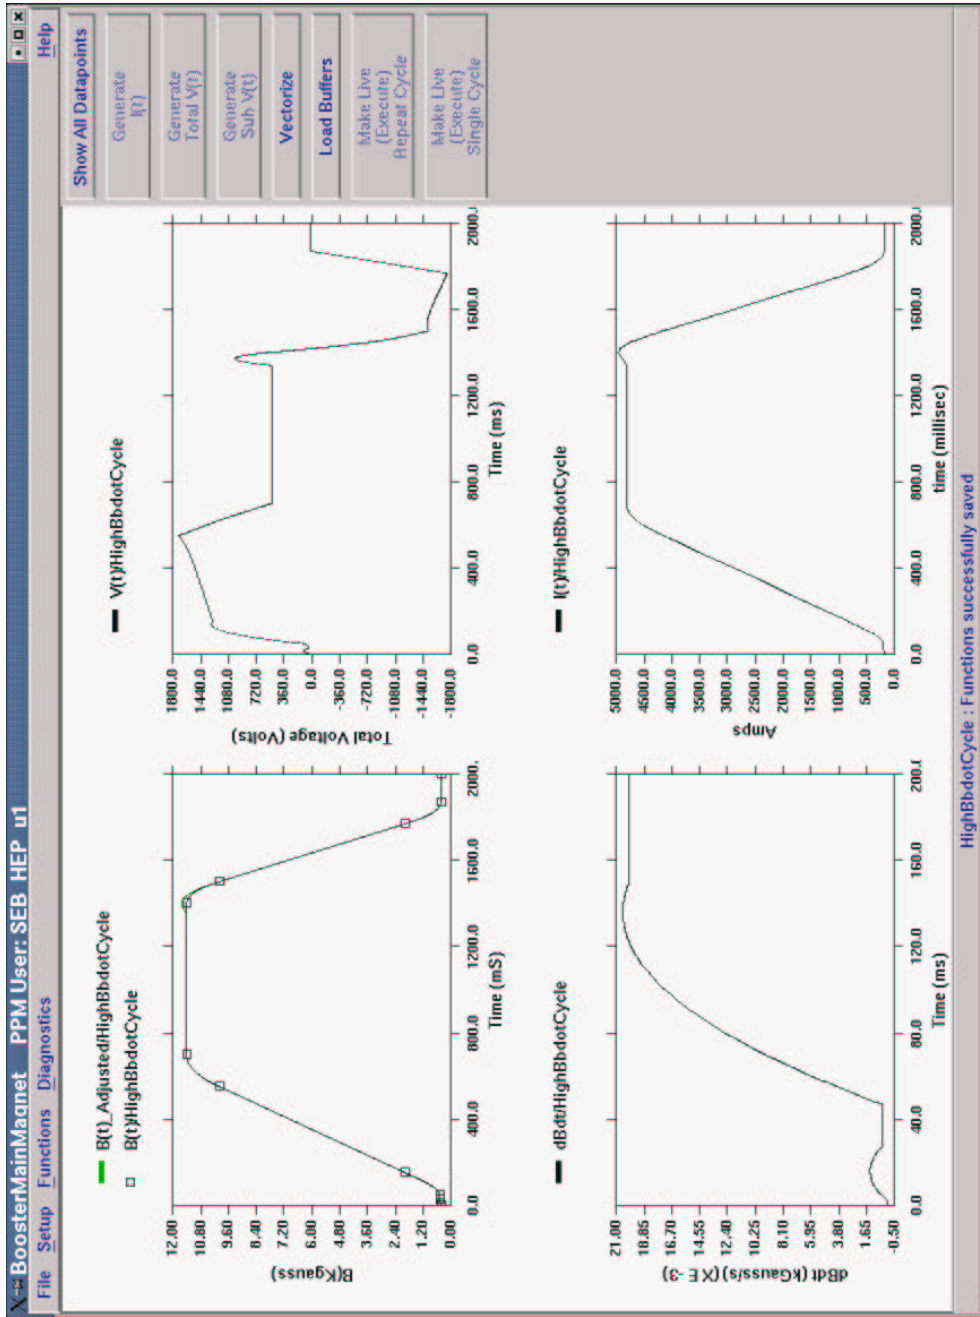 BoosterMainMagnet PPM User: SEB HEP u1
File Setup Functions Diagnostics Help
B(t)_Adjusted/HighBbdotCycle
B(t)/HighBbdotCycle
B(Kgauss)
12.00
10.80
9.60
8.40
7.20
6.00
4.80
3.60
2.40
1.20
0.00
0.0 400.0 800.0 1200.0 1600.0 2000.
Time (mS)
V(t)/HighBbdotCycle
Total Voltage (Volts)
1800.0
1440.0
1080.0
720.0
360.0
0.0
-360.0
-720.0
-1080.0
-1440.0
-1800.0
0.0 400.0 800.0 1200.0 1600.0 2000.
Time (ms)
dBdt/HighBbdotCycle
dBdt (kGauss/s) (X E-3)
21.00
18.85
16.70
14.55
12.40
10.25
8.10
5.95
3.80
1.65
-0.50
0.0 40.0 80.0 120.0 160.0 200.
Time (ms)
I(t)/HighBbdotCycle
Amps
5000.0
4500.0
4000.0
3500.0
3000.0
2500.0
2000.0
1500.0
1000.0
500.0
0.0
0.0 400.0 800.0 1200.0 1600.0 2000.
time (millisec)
Show All Datapoints
Generate
I(t)
Generate
Total V(t)
Generate
Sub V(t)
Vectorize
Load Buffers
Make Live
(Execute)
Repeat Cycle
Make Live
(Execute)
Single Cycle
HighBbdotCycle : Functions successfully saved